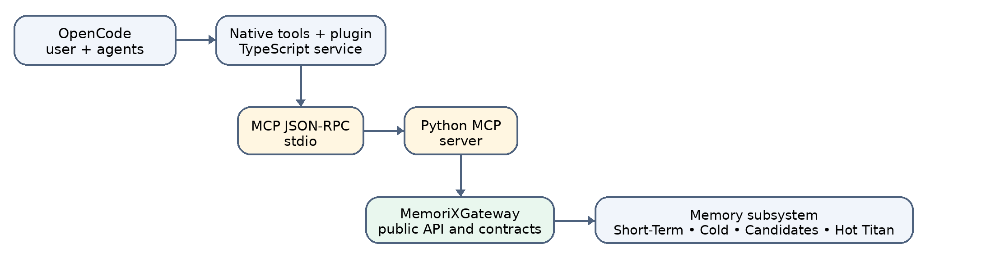 OpenCode
user + agents
Native tools + plugin
TypeScript service
MCP JSON-RPC
stdio
Python MCP
server
MemoriXGateway
public API and contracts
Memory subsystem
Short-Term • Cold • Candidates • Hot Titan